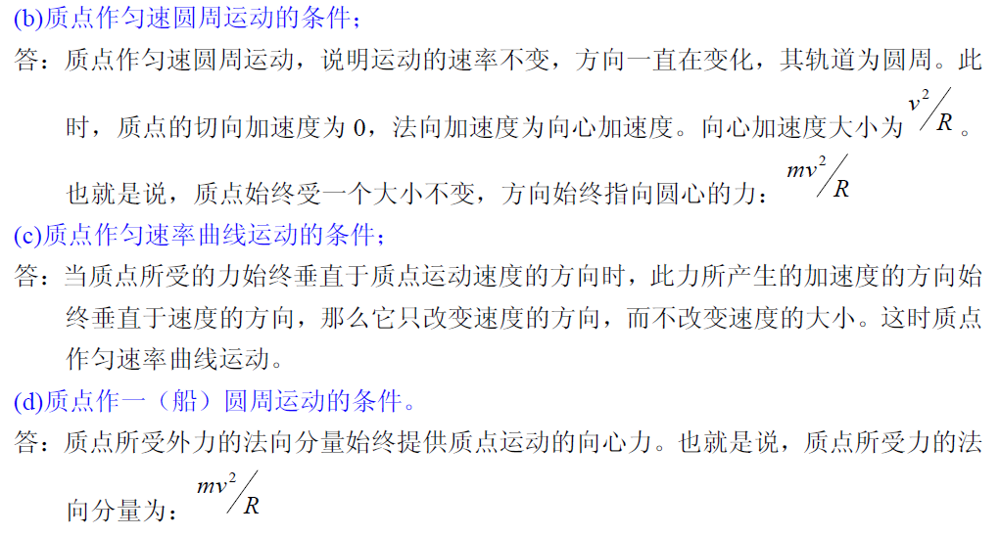 (b)质点作匀速圆周运动的条件；
答：质点作匀速圆周运动，说明运动的速率不变，方向一直在变化，其轨道为圆周。此
时，质点的切向加速度为 0，法向加速度为向心加速度。向心加速度大小为 v²/R 。
也就是说，质点始终受一个大小不变，方向始终指向圆心的力： mv²/R
(c)质点作匀速率曲线运动的条件；
答：当质点所受的力始终垂直于质点运动速度的方向时，此力所产生的加速度的方向始
终垂直于速度的方向，那么它只改变速度的方向，而不改变速度的大小。这时质点
作匀速率曲线运动。
(d)质点作一（船）圆周运动的条件。
答：质点所受外力的法向分量始终提供质点运动的向心力。也就是说，质点所受力的法
向分量为： mv²/R